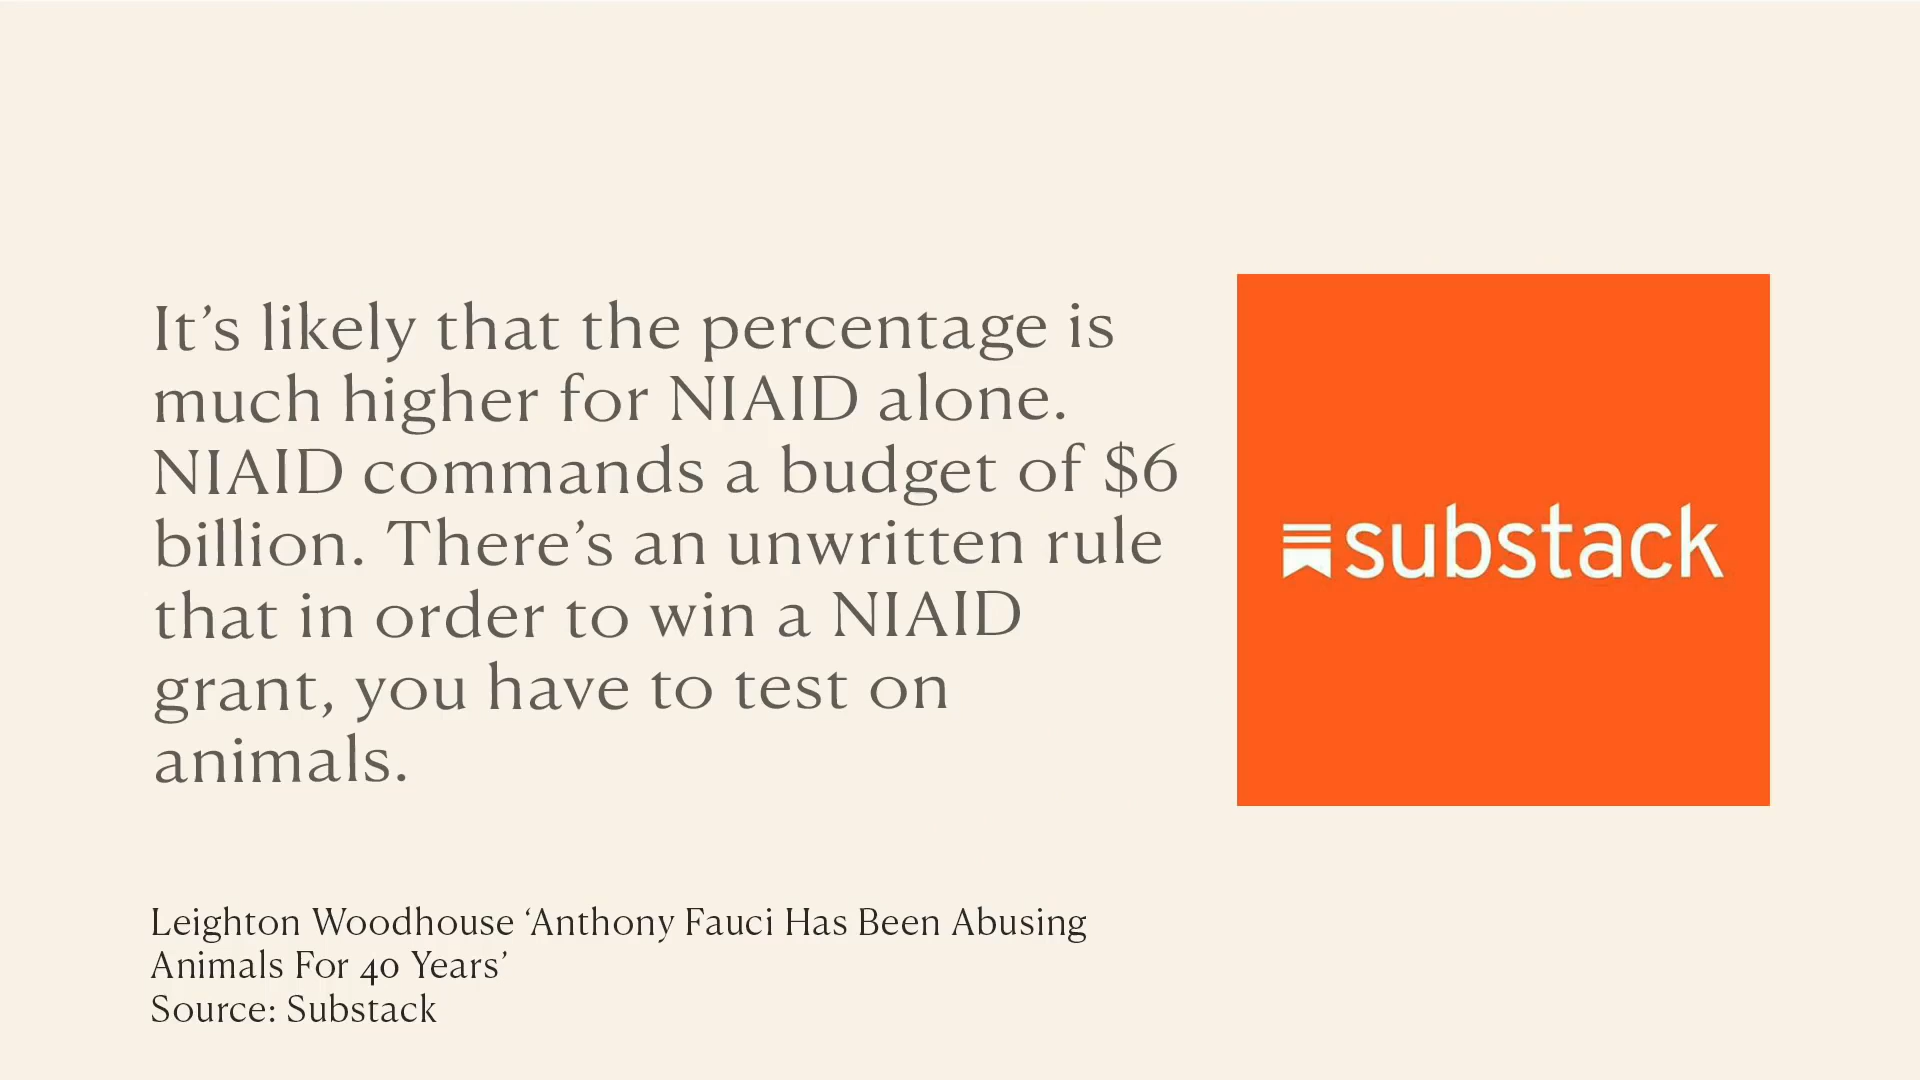 It’s likely that the percentage is
much higher for NIAID alone.
NIAID commands a budget of $6
billion. There’s an unwritten rule
that in order to win a NIAID
grant, you have to test on
animals.
substack
Leighton Woodhouse ‘Anthony Fauci Has Been Abusing
Animals For 40 Years’
Source: Substack